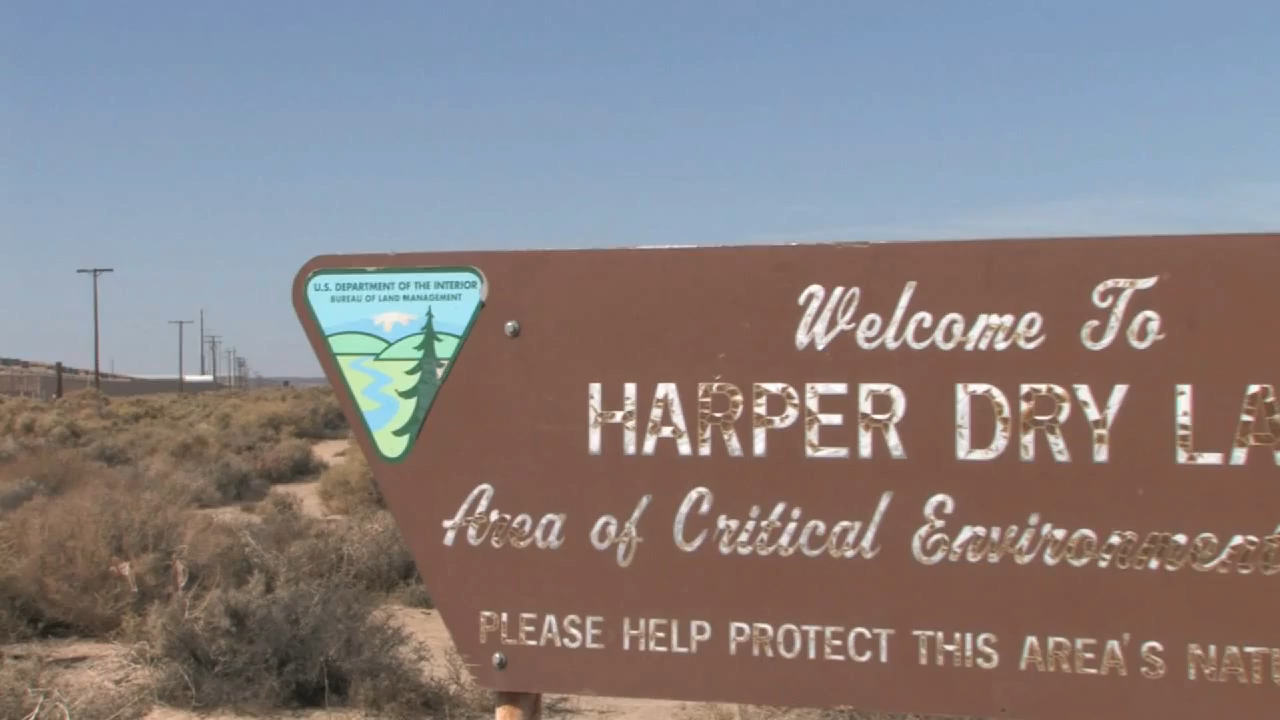 U.S. DEPARTMENT OF THE INTERIOR
BUREAU OF LAND MANAGEMENT
Welcome To
HARPER DRY LA
Area of Critical Environment
PLEASE HELP PROTECT THIS AREA'S NATU